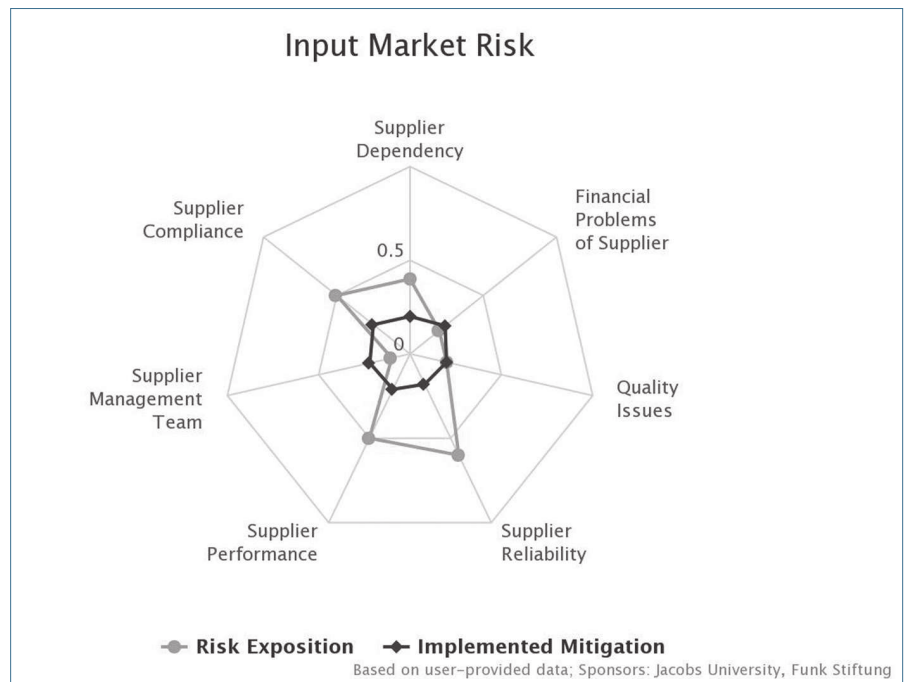 Input Market Risk
Supplier
Dependency
Financial
Problems
of Supplier
Supplier
Compliance
0.5
0
Supplier
Management
Team
Quality
Issues
Supplier
Performance
Supplier
Reliability
Risk Exposition
Implemented Mitigation
Based on user-provided data; Sponsors: Jacobs University, Funk Stiftung